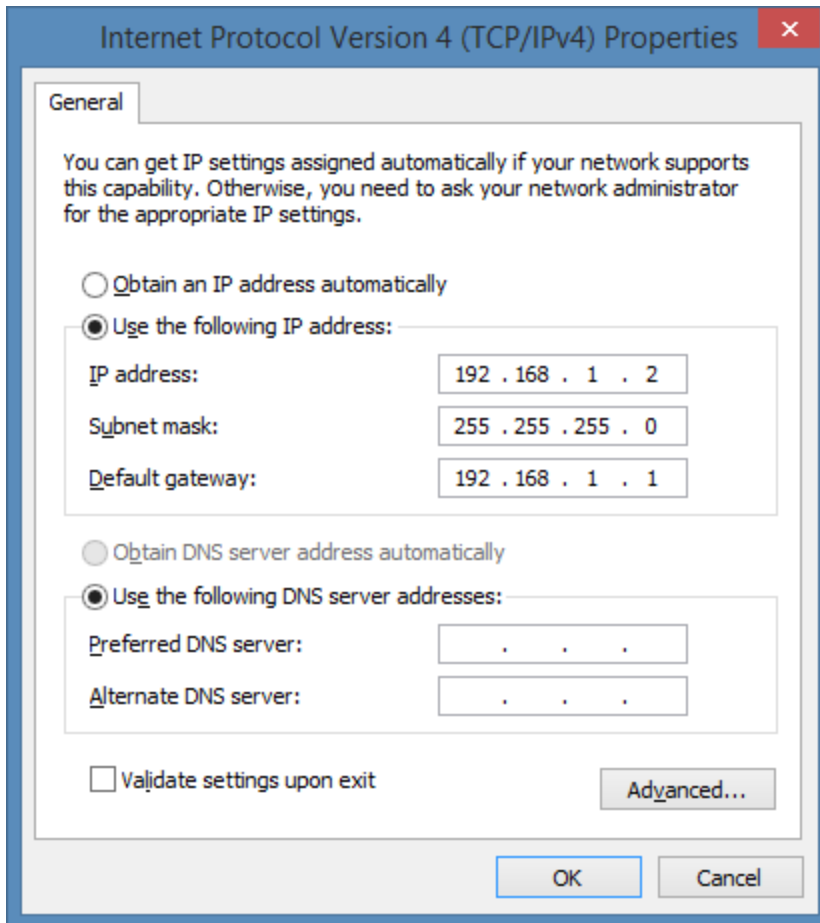 Internet Protocol Version 4 (TCP/IPv4) Properties
General
You can get IP settings assigned automatically if your network supports
this capability. Otherwise, you need to ask your network administrator
for the appropriate IP settings.
Obtain an IP address automatically
Use the following IP address:
IP address: 192 . 168 . 1 . 2
Subnet mask: 255 . 255 . 255 . 0
Default gateway: 192 . 168 . 1 . 1
Obtain DNS server address automatically
Use the following DNS server addresses:
Preferred DNS server: . . .
Alternate DNS server: . . .
Validate settings upon exit
Advanced...
OK Cancel